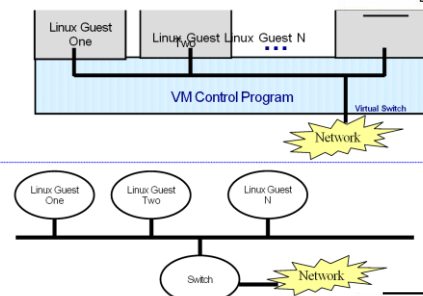 Linux Guest
One
Linux Guest
Two
Linux Guest N
...
VM Control Program
Virtual Switch
Network
Linux Guest
One
Linux Guest
Two
Linux Guest
N
Switch
Network